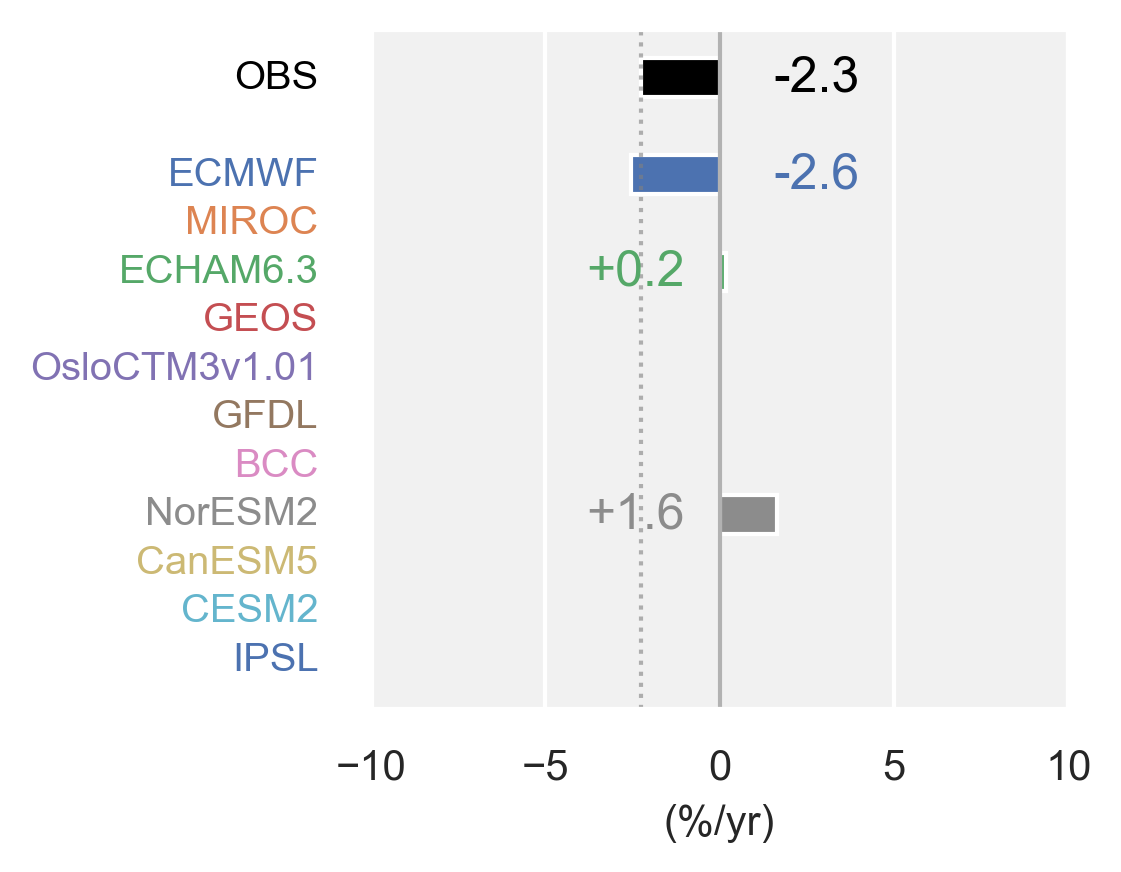 OBS -2.3
ECMWF -2.6
MIROC
ECHAM6.3 +0.2
GEOS
OsloCTM3v1.01
GFDL
BCC
NorESM2 +1.6
CanESM5
CESM2
IPSL
−10 −5 0 5 10
(%/yr)